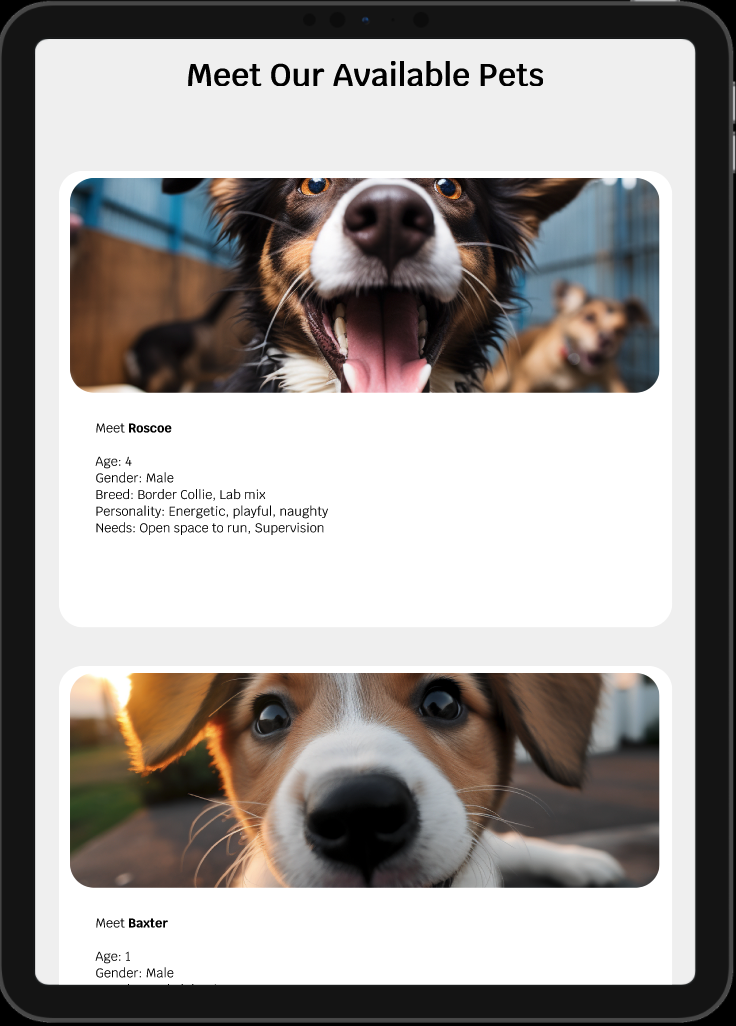 Meet Our Available Pets
Meet Roscoe
Age: 4
Gender: Male
Breed: Border Collie, Lab mix
Personality: Energetic, playful, naughty
Needs: Open space to run, Supervision
Meet Baxter
Age: 1
Gender: Male